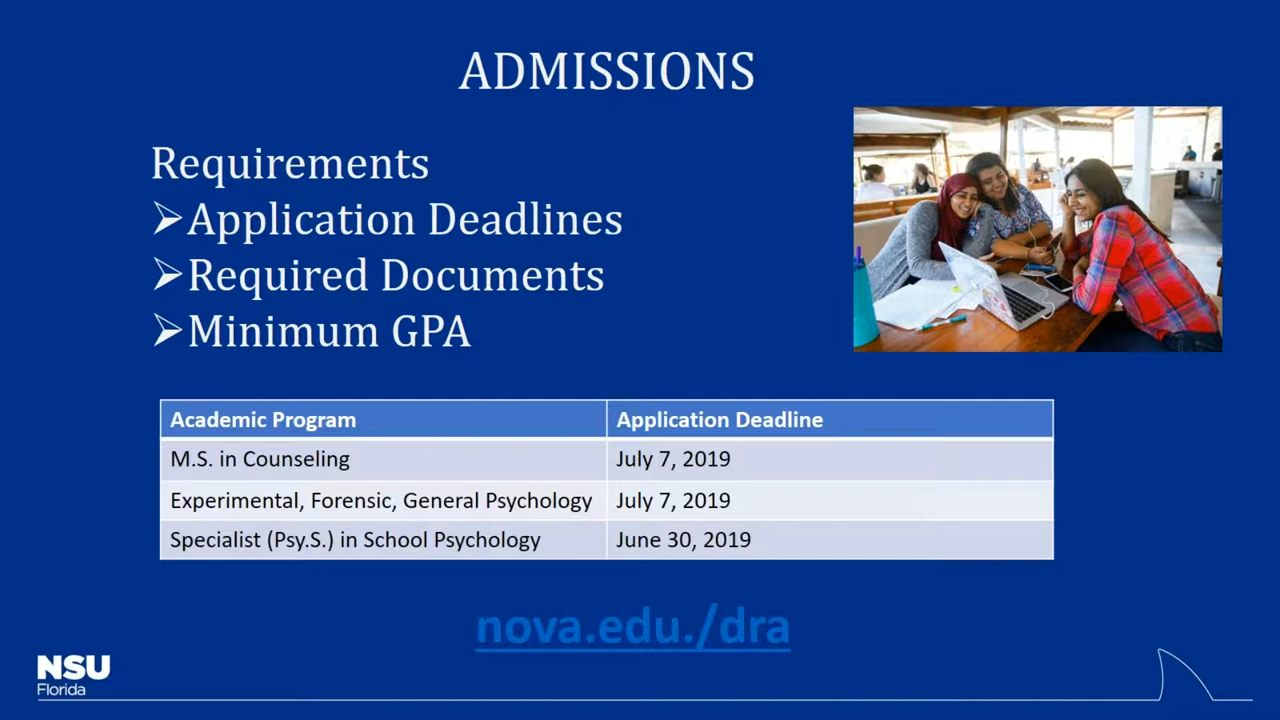 ADMISSIONS
Requirements
➢Application Deadlines
➢Required Documents
➢Minimum GPA
Academic Program Application Deadline
M.S. in Counseling July 7, 2019
Experimental, Forensic, General Psychology July 7, 2019
Specialist (Psy.S.) in School Psychology June 30, 2019
nova.edu./dra
NSU
Florida